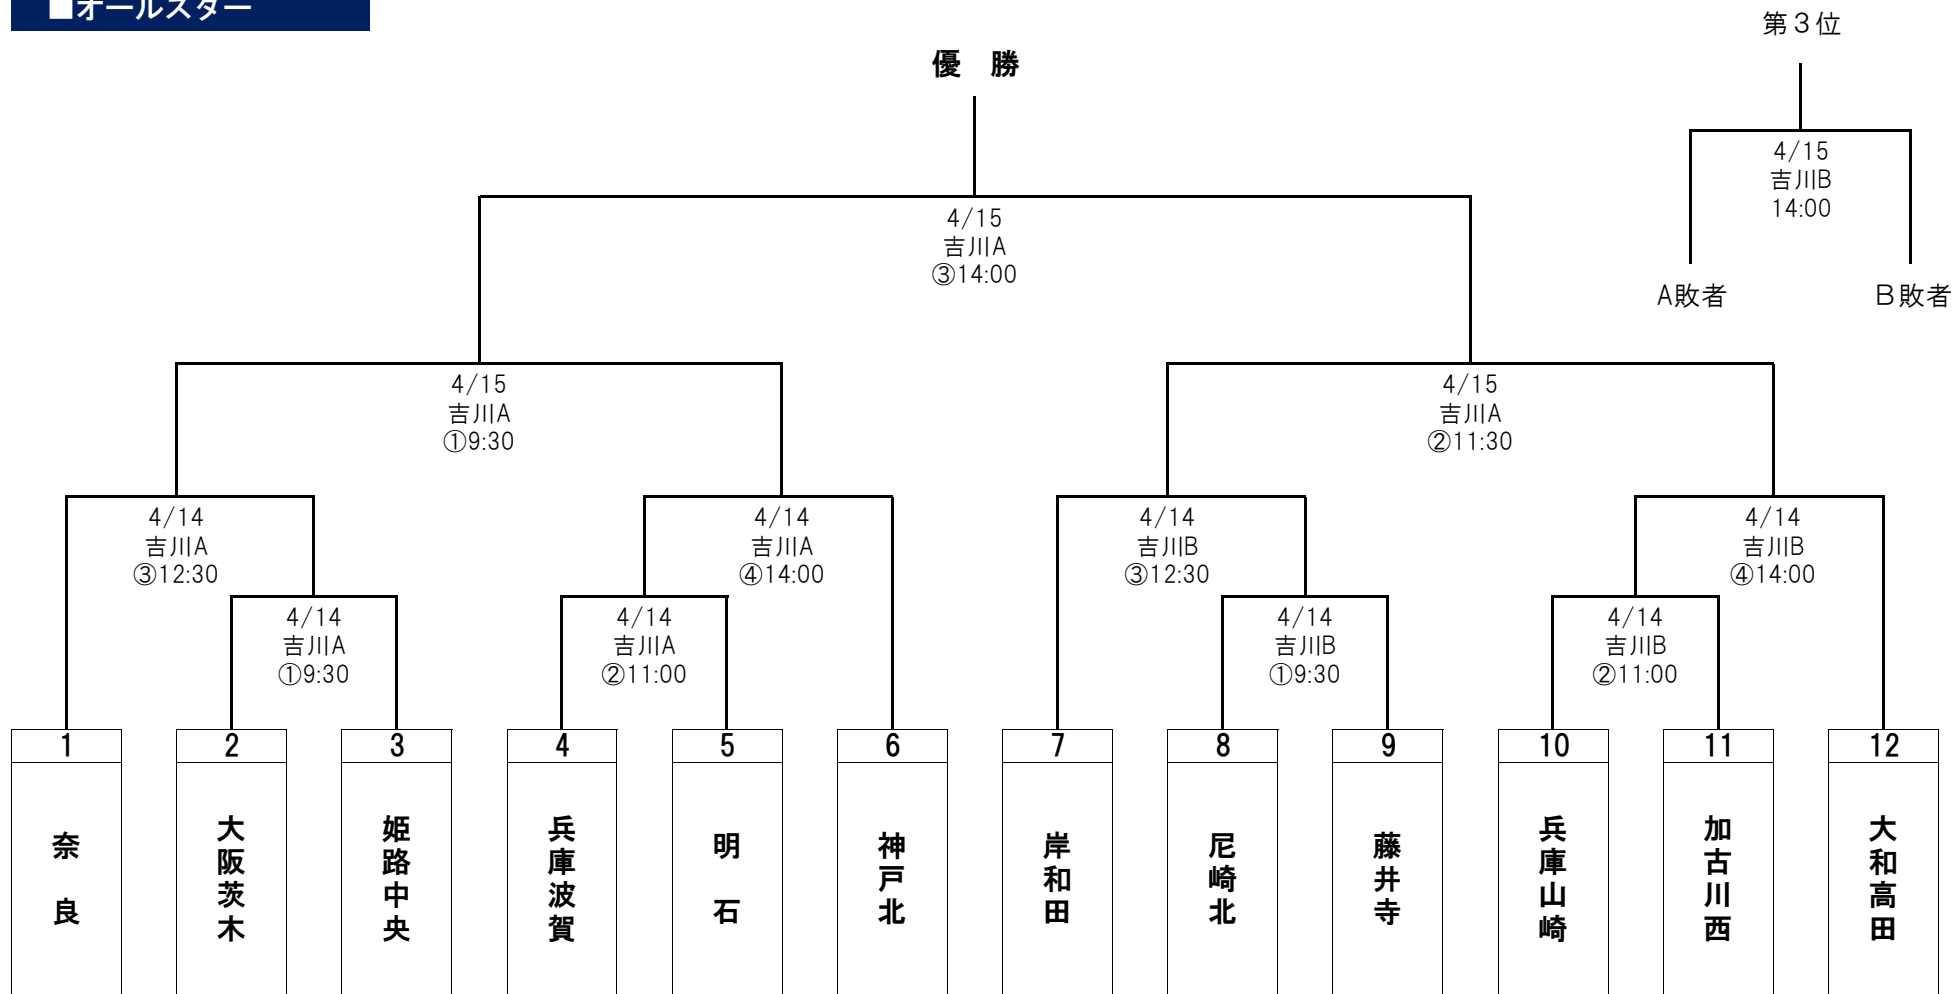 ■オールスター
第３位
優　勝
4/15
吉川B
14:00
4/15
吉川A
③14:00
A敗者
Ｂ敗者
4/15
吉川A
①9:30
4/15
吉川A
②11:30
4/14
吉川A
③12:30
4/14
吉川A
④14:00
4/14
吉川B
③12:30
4/14
吉川B
④14:00
4/14
吉川A
①9:30
4/14
吉川A
②11:00
4/14
吉川B
①9:30
4/14
吉川B
②11:00
1
2
3
4
5
6
7
8
9
10
11
12
奈良
大阪茨木
姫路中央
兵庫波賀
明石
神戸北
岸和田
尼崎北
藤井寺
兵庫山崎
加古川西
大和高田